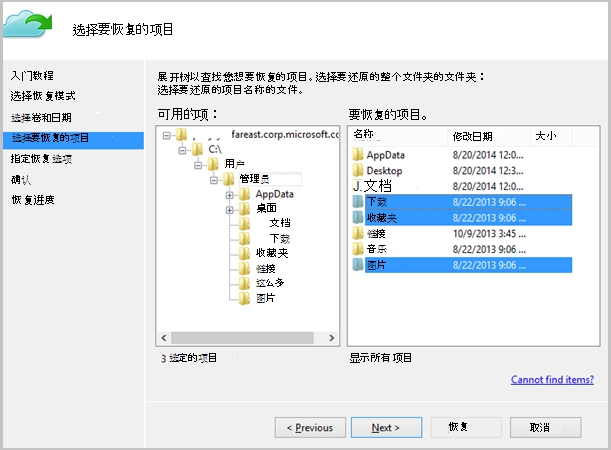 选择要恢复的项目
入门教程
选择恢复模式
选择卷和日期
选择要恢复的项目
指定恢复选项
确认
恢复进度
展开树以查找您想要恢复的项目。选择要还原的整个文件夹的文件夹：
选择要还原的项目名称的文件。
可用的项：
fareast.corp.microsoft.cc
C:\
用户
管理员
AppData
桌面
文档
下载
收藏夹
链接
这么多
图片
3 选定的项目
要恢复的项目。
名称 修改日期 大小
AppData 8/20/2014 12:0...
Desktop 8/20/2014 12:3...
J.文档 8/20/2014 12:0...
下载 8/22/2013 9:06 ...
收藏夹 8/22/2013 9:06 ...
链接 10/9/2013 3:45 ...
音乐 8/22/2013 9:06 ...
图片 8/22/2013 9:06 ...
显示所有项目
Cannot find items?
< Previous Next > 恢复 取消